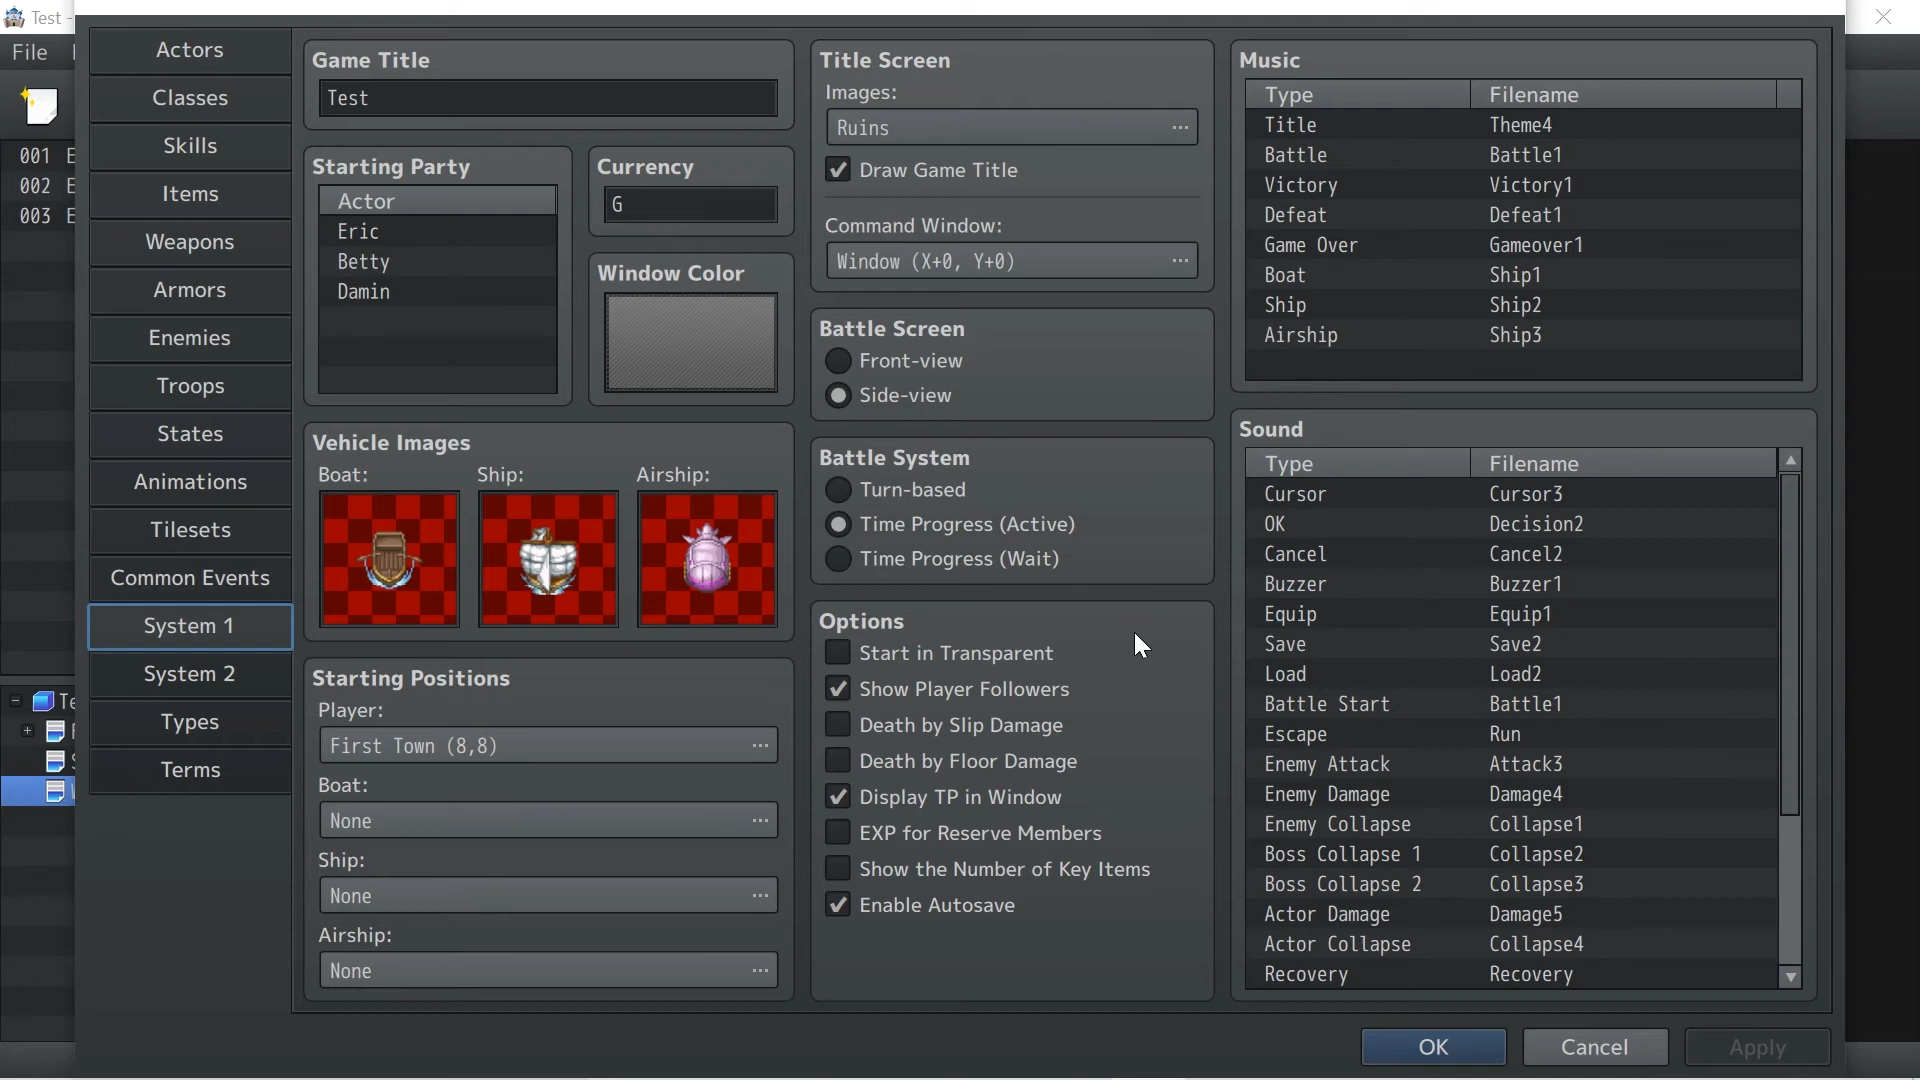 Test -
File
001 E
002 E
003 E
Te
Actors
Classes
Skills
Items
Weapons
Armors
Enemies
Troops
States
Animations
Tilesets
Common Events
System 1
System 2
Types
Terms
Game Title
Test
Starting Party
Actor
Eric
Betty
Damin
Currency
G
Window Color
Vehicle Images
Boat:
Ship:
Airship:
Starting Positions
Player:
First Town (8,8) ...
Boat:
None ...
Ship:
None ...
Airship:
None ...
Title Screen
Images:
Ruins ...
Draw Game Title
Command Window:
Window (X+0, Y+0) ...
Battle Screen
Front-view
Side-view
Battle System
Turn-based
Time Progress (Active)
Time Progress (Wait)
Options
Start in Transparent
Show Player Followers
Death by Slip Damage
Death by Floor Damage
Display TP in Window
EXP for Reserve Members
Show the Number of Key Items
Enable Autosave
Music
Type Filename
Title Theme4
Battle Battle1
Victory Victory1
Defeat Defeat1
Game Over Gameover1
Boat Ship1
Ship Ship2
Airship Ship3
Sound
Type Filename
Cursor Cursor3
OK Decision2
Cancel Cancel2
Buzzer Buzzer1
Equip Equip1
Save Save2
Load Load2
Battle Start Battle1
Escape Run
Enemy Attack Attack3
Enemy Damage Damage4
Enemy Collapse Collapse1
Boss Collapse 1 Collapse2
Boss Collapse 2 Collapse3
Actor Damage Damage5
Actor Collapse Collapse4
Recovery Recovery
OK
Cancel
Apply